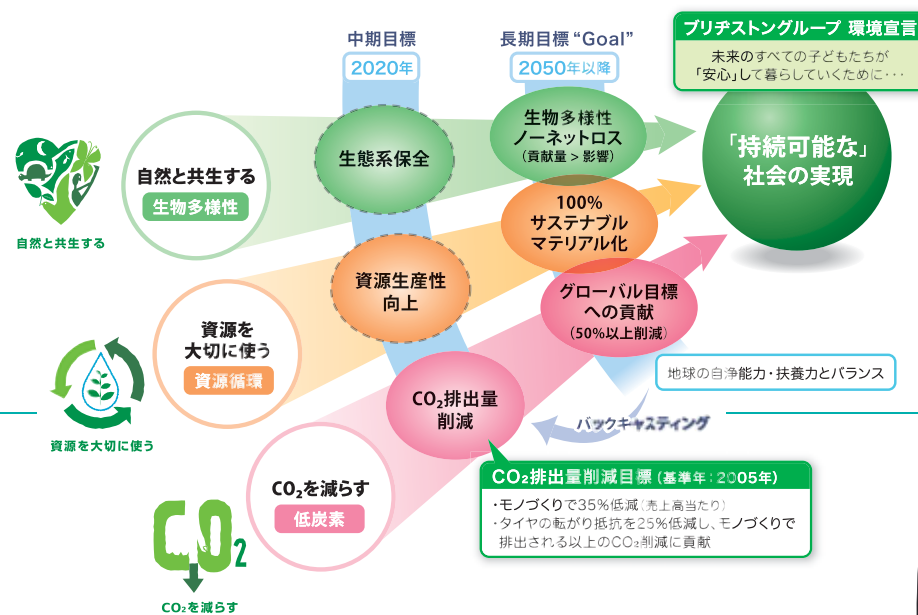 中期目標
2020年
長期目標 “Goal”
2050年以降
ブリヂストングループ 環境宣言
未来のすべての子どもたちが
「安心」して暮らしていくために・・・
自然と共生する
自然と共生する
生物多様性
生態系保全
生物多様性
ノーネットロス
(貢献量 > 影響)
「持続可能な」
社会の実現
資源を大切に使う
資源を
大切に使う
資源循環
資源生産性
向上
100%
サステナブル
マテリアル化
CO₂を減らす
CO₂を減らす
低炭素
CO₂排出量
削減
グローバル目標
への貢献
(50%以上削減)
地球の自浄能力・扶養力とバランス
バックキャスティング
CO₂排出量削減目標 (基準年:2005年)
・モノづくりで35%低減(売上高当たり)
・タイヤの転がり抵抗を25%低減し、モノづくりで
排出される以上のCO₂削減に貢献
CO2